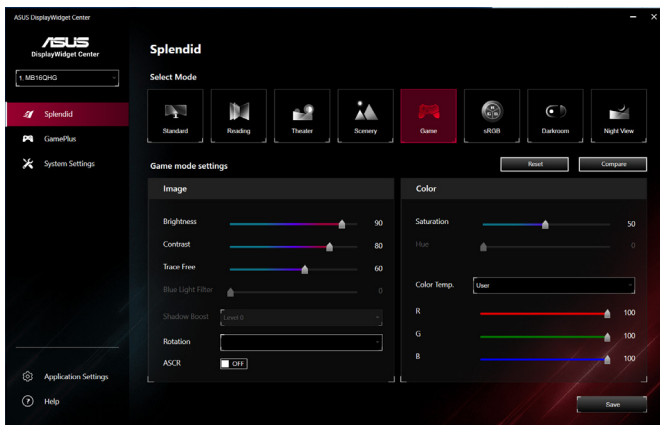 ASUS DisplayWidget Center
ASUS
DisplayWidget Center
1. MB16QHG
Splendid
GamePlus
System Settings
Application Settings
Help
Splendid
Select Mode
Standard
Reading
Theater
Scenery
Game
sRGB
Darkroom
Night View
Game mode settings
Reset
Compare
Image
Brightness 90
Contrast 80
Trace Free 60
Blue Light Filter 0
Shadow Boost Level 0
Rotation
ASCR OFF
Color
Saturation 50
Hue 0
Color Temp. User
R 100
G 100
B 100
Save